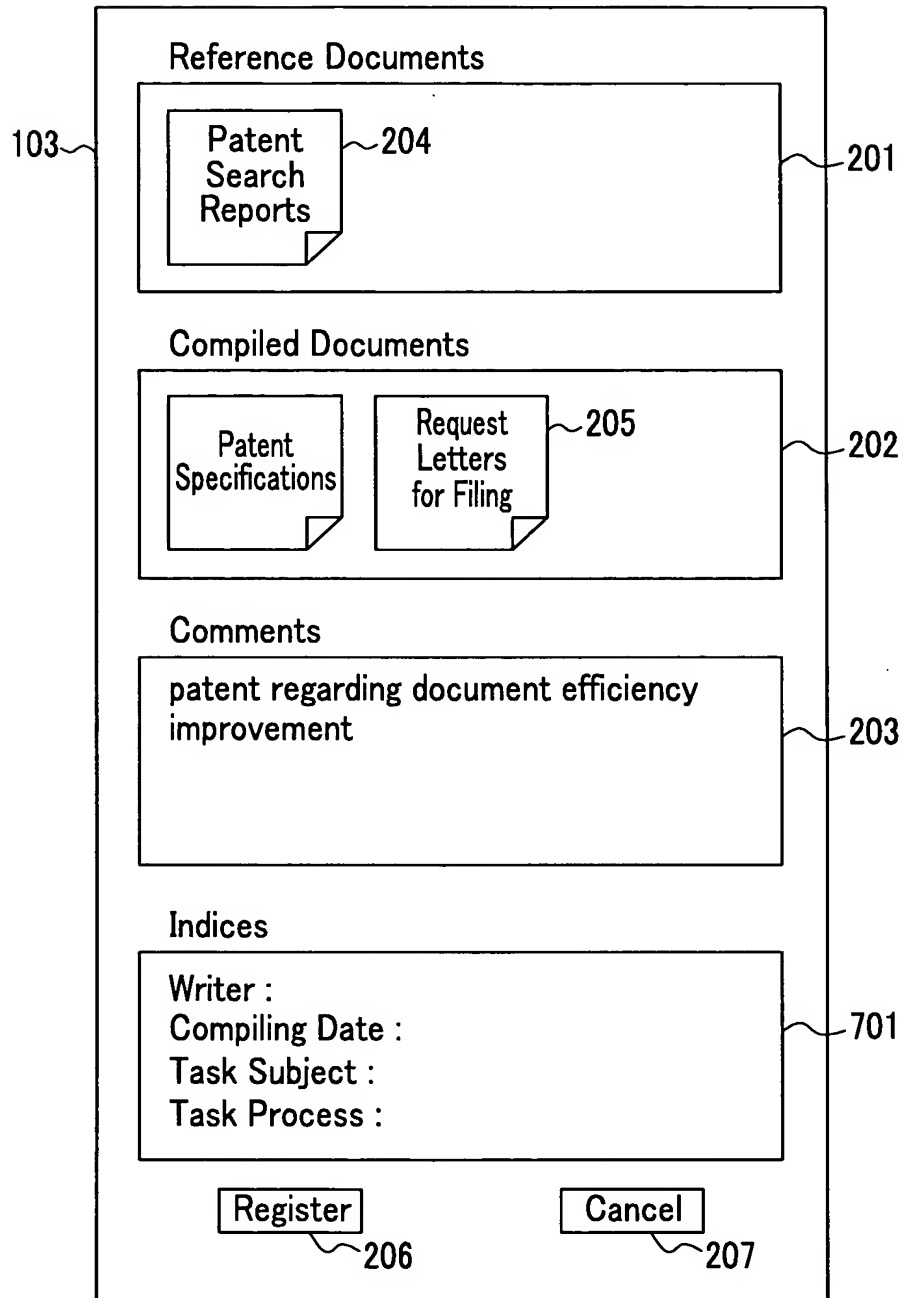 Reference Documents
103
Patent
Search
Reports
204
201
Compiled Documents
Patent
Specifications
Request
Letters
for Filing
205
202
Comments
patent regarding document efficiency
improvement
203
Indices
Writer :
Compiling Date :
Task Subject :
Task Process :
701
Register
Cancel
206
207